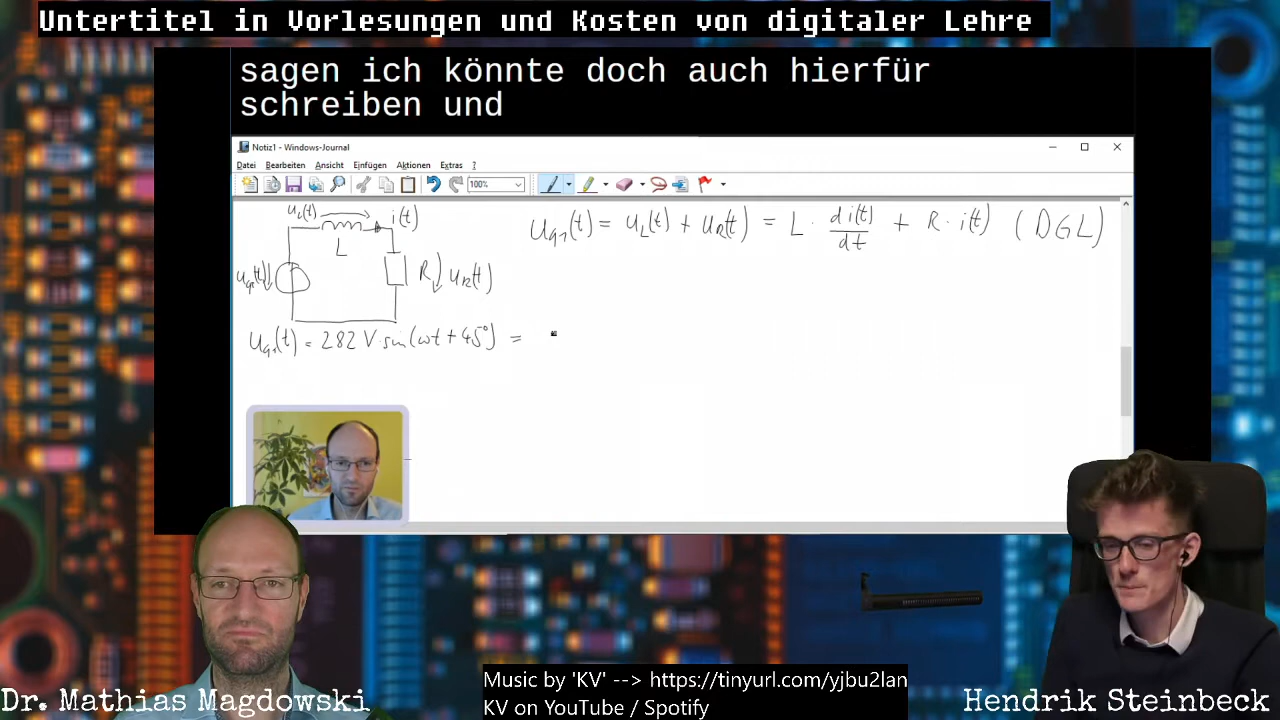 Untertitel in Vorlesungen und Kosten von digitaler Lehre
sagen ich könnte doch auch hierfür
schreiben und
Notiz1 - Windows-Journal
Datei Bearbeiten Ansicht Einfügen Aktionen Extras ?
100%
u_L(t) i(t)
L
u_q1(t) R u_R(t)
u_q1(t) = u_L(t) + u_R(t) = L · di(t)/dt + R · i(t) (DGL)
u_q1(t) = 282 V · sin(ωt + 45°) =
Music by 'KV' --> https://tinyurl.com/yjbu2lan
KV on YouTube / Spotify
Dr. Mathias Magdowski
Hendrik Steinbeck